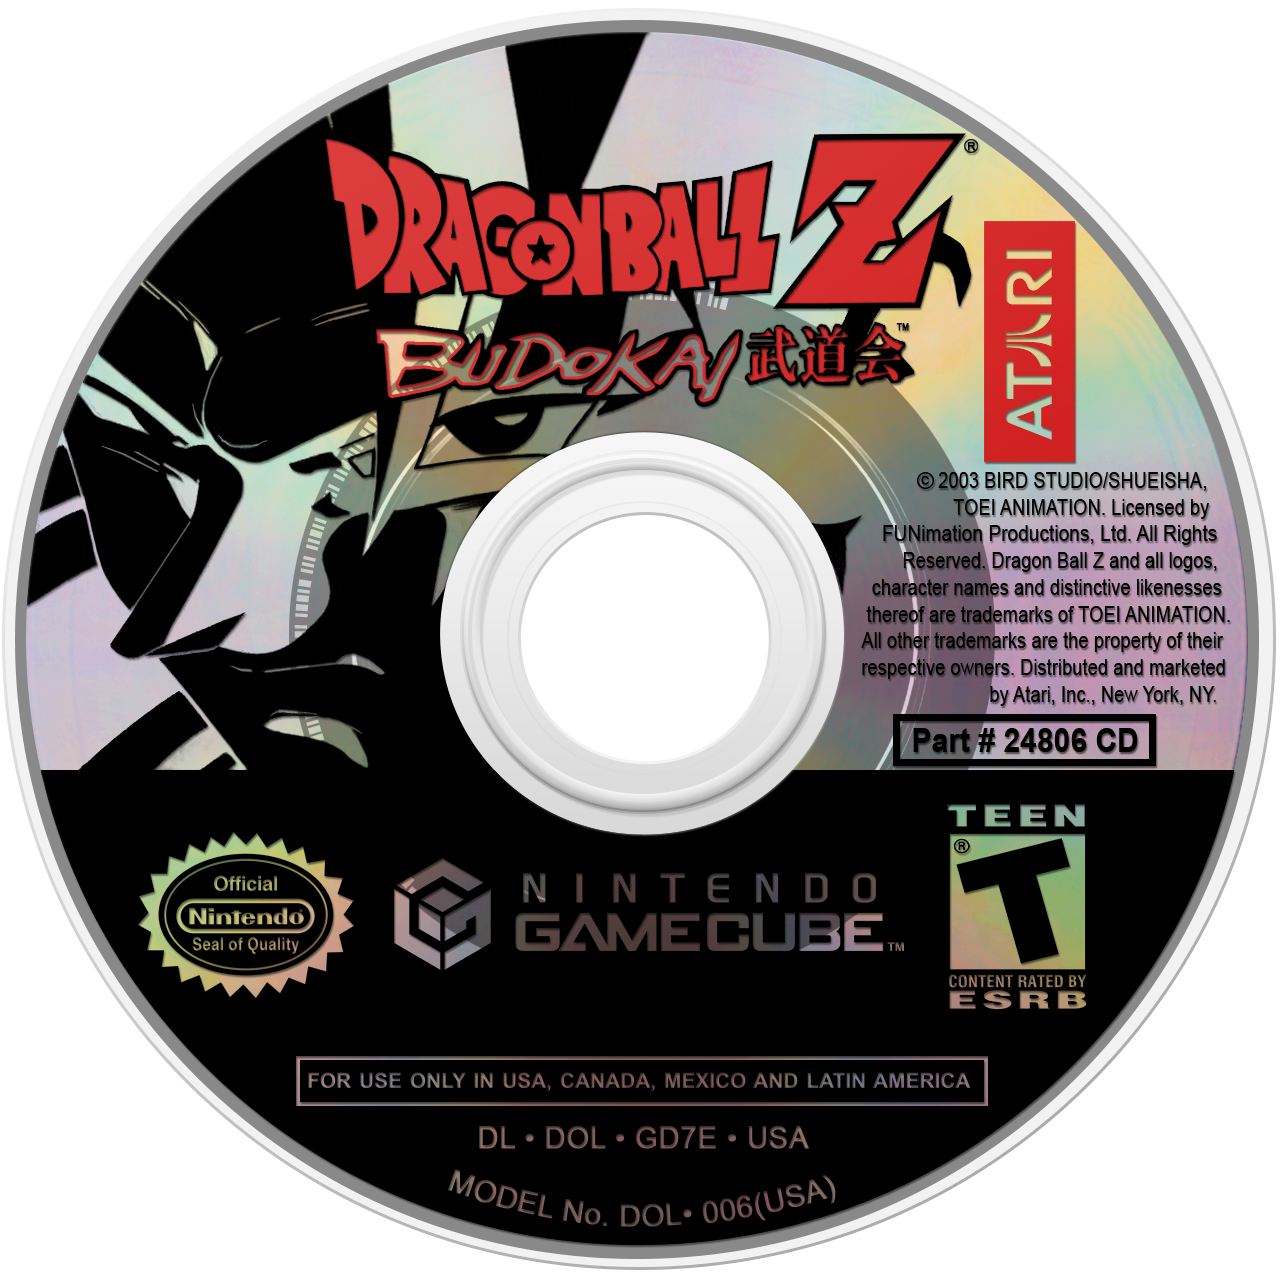 DRAGONBALL Z®
BUDOKAI 武道会™
ATARI
© 2003 BIRD STUDIO/SHUEISHA,
TOEI ANIMATION. Licensed by
FUNimation Productions, Ltd. All Rights
Reserved. Dragon Ball Z and all logos,
character names and distinctive likenesses
thereof are trademarks of TOEI ANIMATION.
All other trademarks are the property of their
respective owners. Distributed and marketed
by Atari, Inc., New York, NY.
Part # 24806 CD
Official
Nintendo®
Seal of Quality
NINTENDO
GAMECUBE™
TEEN
T®
CONTENT RATED BY
ESRB
FOR USE ONLY IN USA, CANADA, MEXICO AND LATIN AMERICA
DL • DOL • GD7E • USA
MODEL No. DOL• 006(USA)